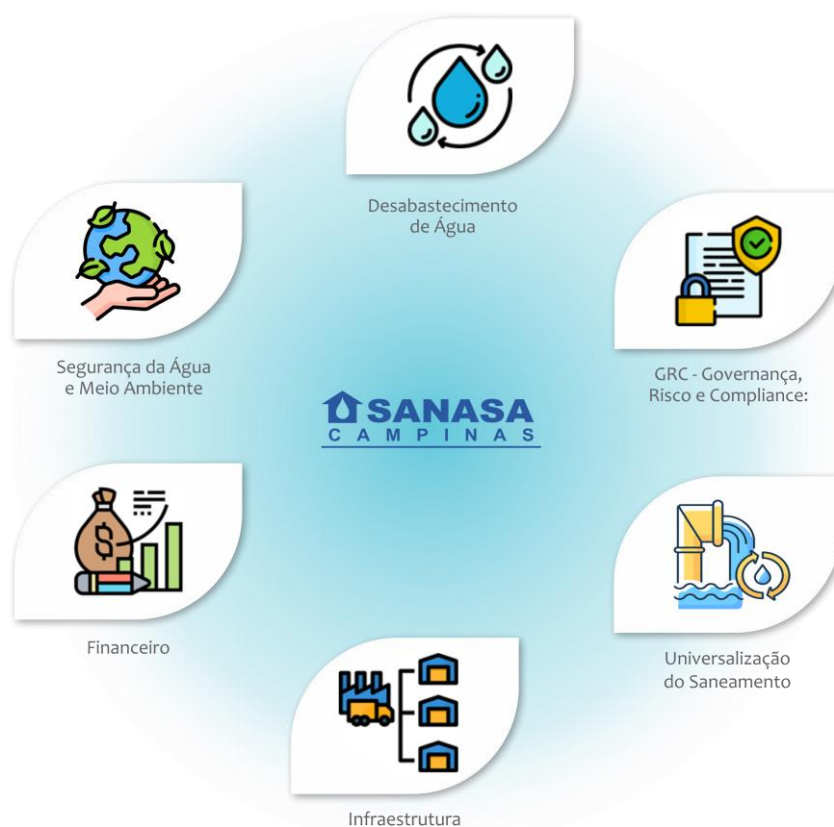 Desabastecimento
de Água
Segurança da Água
e Meio Ambiente
GRC - Governança,
Risco e Compliance:
SANASA
CAMPINAS
Financeiro
Universalização
do Saneamento
Infraestrutura